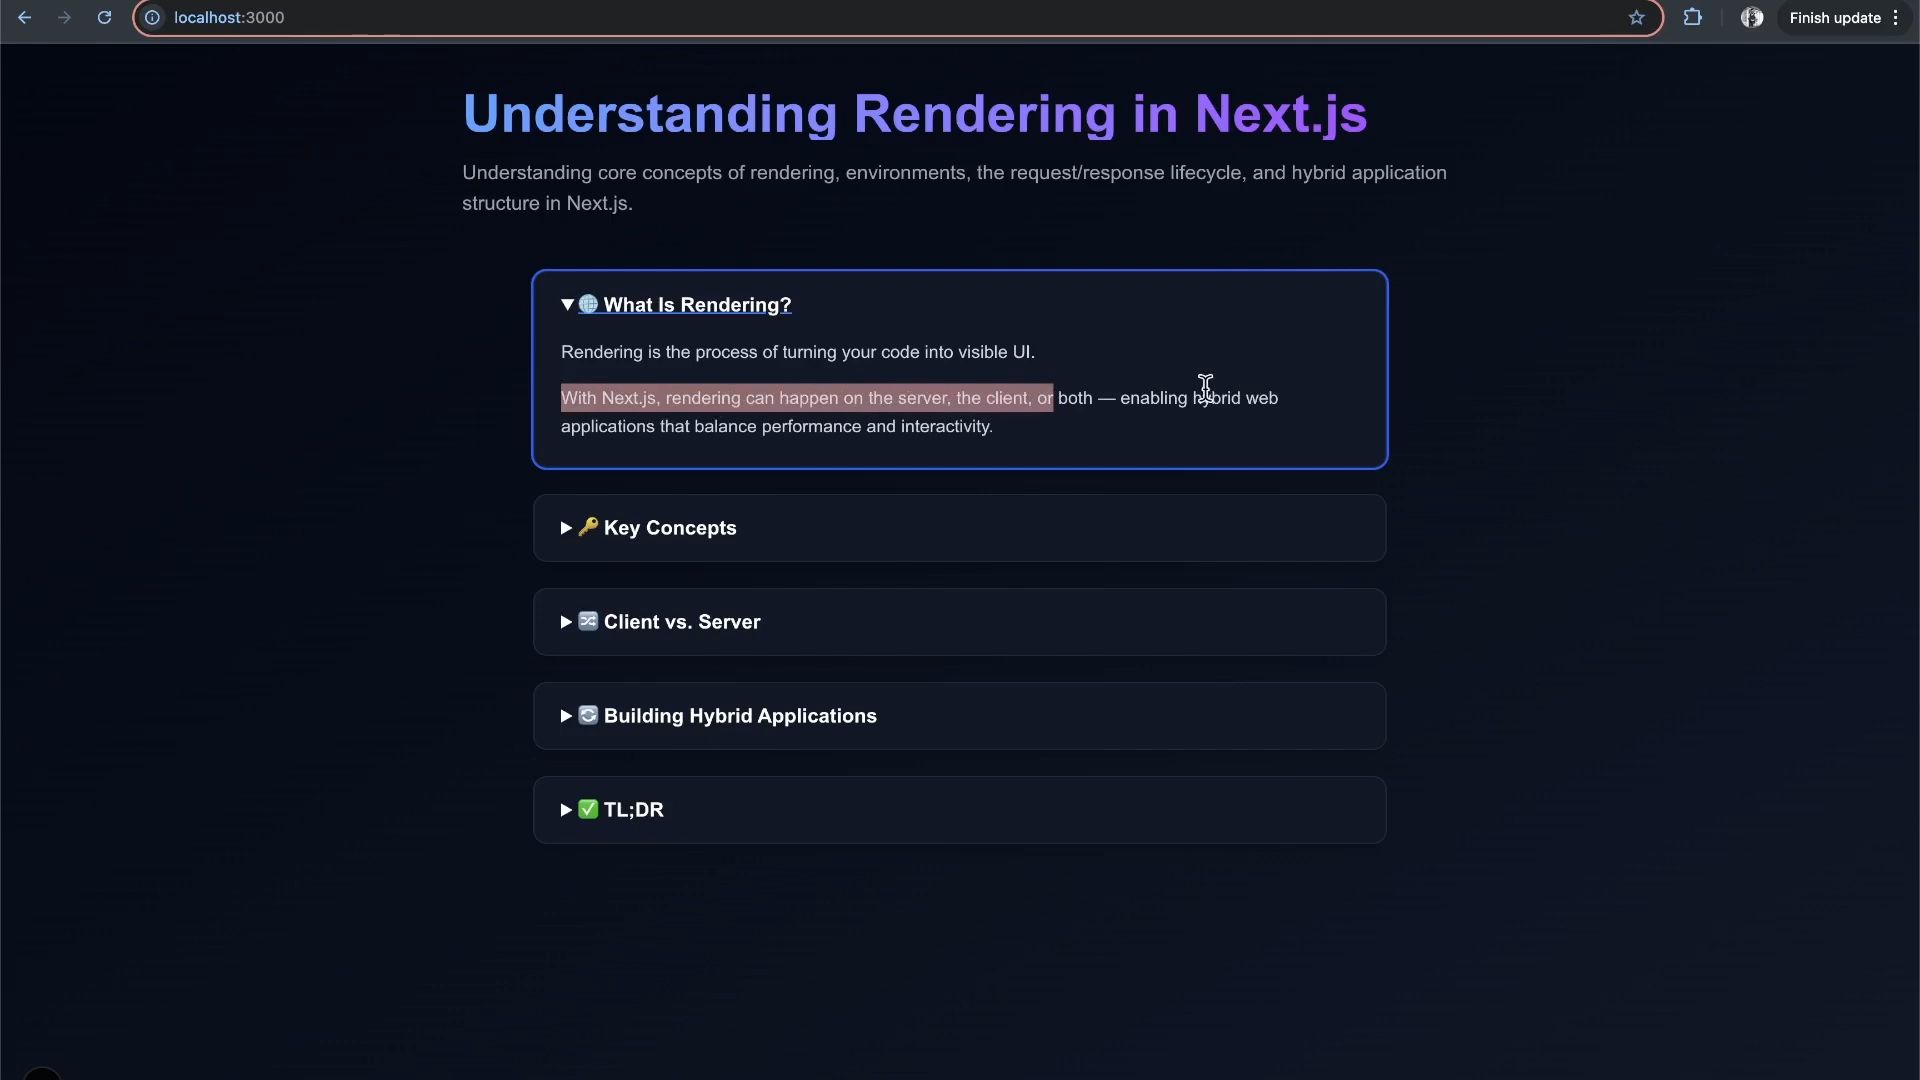 localhost:3000
Finish update
Understanding Rendering in Next.js
Understanding core concepts of rendering, environments, the request/response lifecycle, and hybrid application
structure in Next.js.
What Is Rendering?
Rendering is the process of turning your code into visible UI.
With Next.js, rendering can happen on the server, the client, or both — enabling hybrid web
applications that balance performance and interactivity.
Key Concepts
Client vs. Server
Building Hybrid Applications
TL;DR